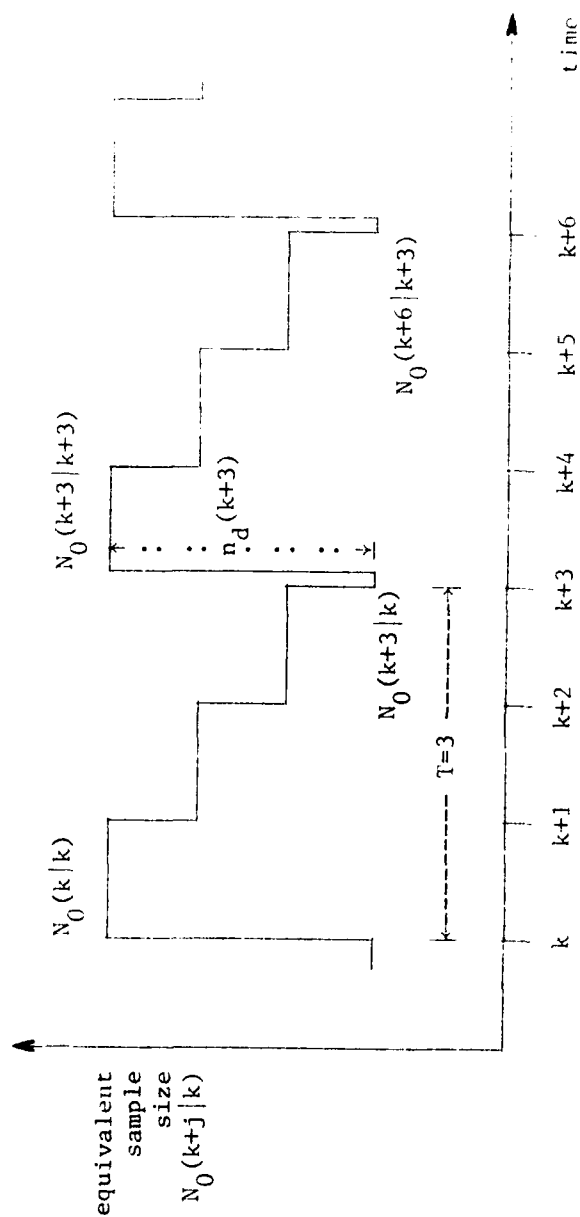 equivalent
sample
size
N₀(k+j|k)
N₀(k|k)
N₀(k+3|k+3)
n_d(k+3)
N₀(k+3|k)
N₀(k+6|k+3)
T=3
k
k+1
k+2
k+3
k+4
k+5
k+6
time